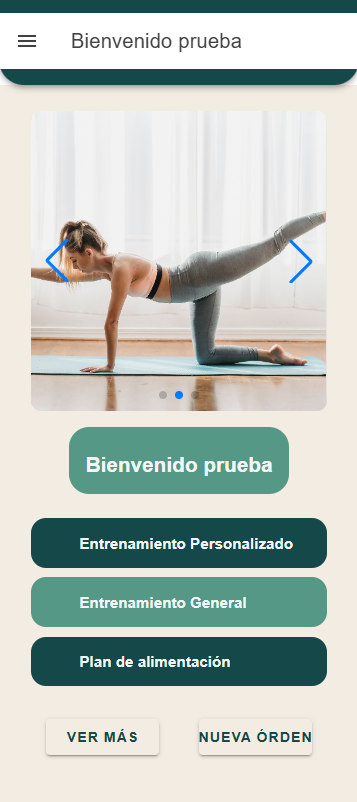 Bienvenido prueba
Bienvenido prueba
Entrenamiento Personalizado
Entrenamiento General
Plan de alimentación
VER MÁS
NUEVA ÓRDEN